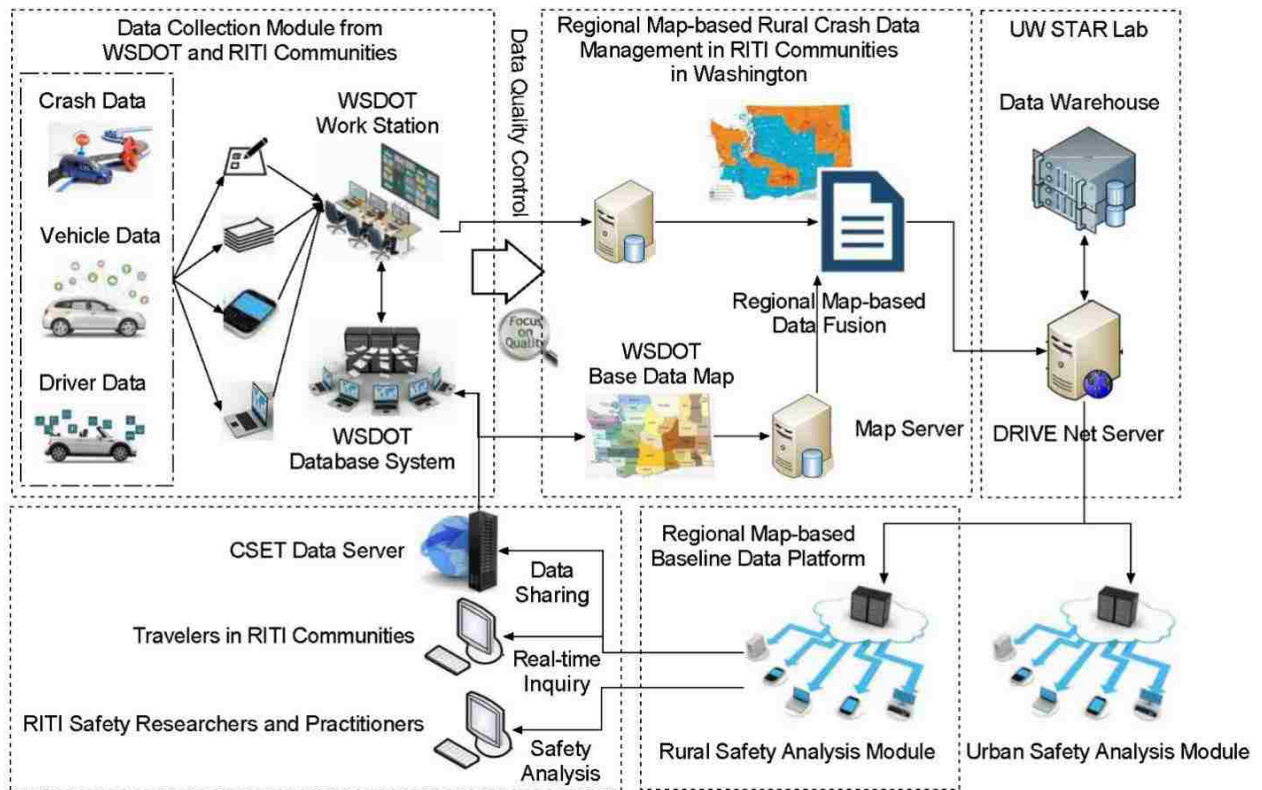 Data Collection Module from
WSDOT and RITI Communities
Crash Data
Vehicle Data
Driver Data
WSDOT
Work Station
WSDOT
Database System
Data Quality Control
Focus
on
Quality
Regional Map-based Rural Crash Data
Management in RITI Communities
in Washington
Regional Map-based
Data Fusion
WSDOT
Base Data Map
Map Server
UW STAR Lab
Data Warehouse
DRIVE Net Server
CSET Data Server
Data
Sharing
Travelers in RITI Communities
Real-time
Inquiry
RITI Safety Researchers and Practitioners
Safety
Analysis
Regional Map-based
Baseline Data Platform
Rural Safety Analysis Module
Urban Safety Analysis Module